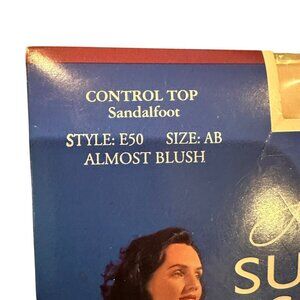 CONTROL TOP
Sandalfoot
STYLE: E50 SIZE: AB
ALMOST BLUSH
SU